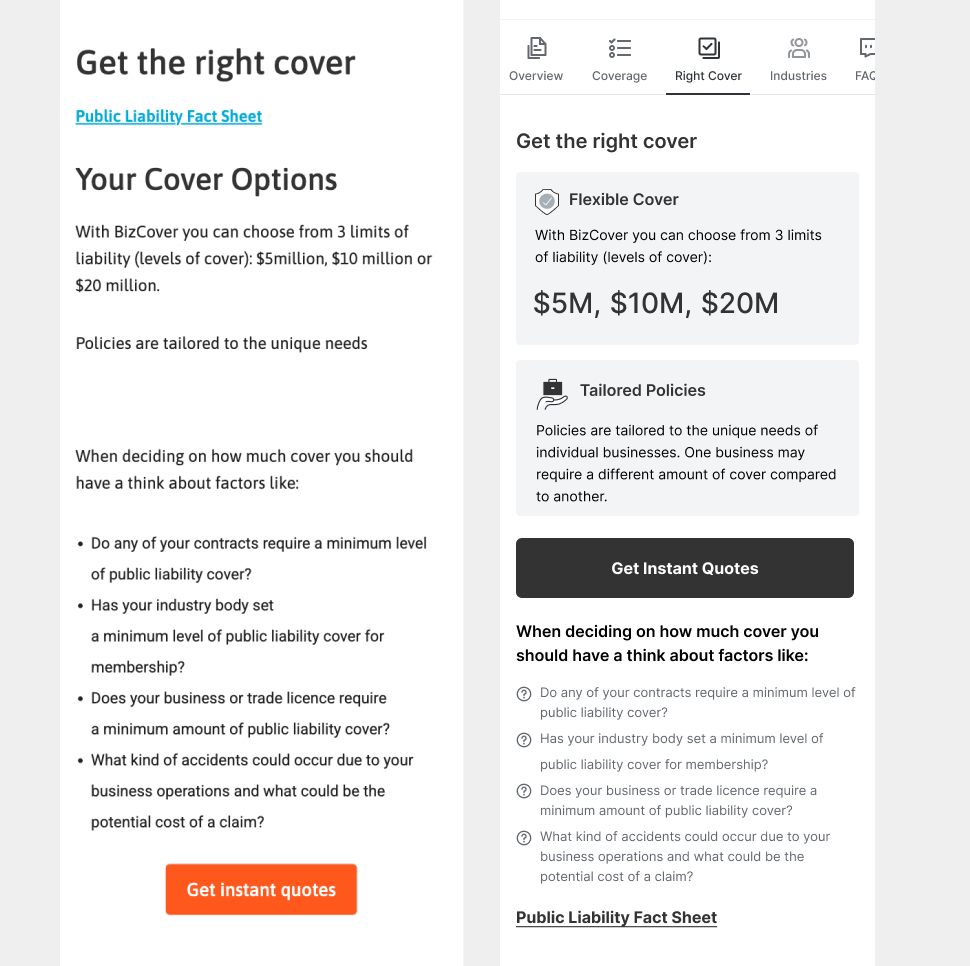 Get the right cover
Public Liability Fact Sheet
Your Cover Options
With BizCover you can choose from 3 limits of
liability (levels of cover): $5million, $10 million or
$20 million.
Policies are tailored to the unique needs
When deciding on how much cover you should
have a think about factors like:
• Do any of your contracts require a minimum level
of public liability cover?
• Has your industry body set
a minimum level of public liability cover for
membership?
• Does your business or trade licence require
a minimum amount of public liability cover?
• What kind of accidents could occur due to your
business operations and what could be the
potential cost of a claim?
Get instant quotes
Overview
Coverage
Right Cover
Industries
FAQ
Get the right cover
Flexible Cover
With BizCover you can choose from 3 limits
of liability (levels of cover):
$5M, $10M, $20M
Tailored Policies
Policies are tailored to the unique needs of
individual businesses. One business may
require a different amount of cover compared
to another.
Get Instant Quotes
When deciding on how much cover you
should have a think about factors like:
Do any of your contracts require a minimum level of
public liability cover?
Has your industry body set a minimum level of
public liability cover for membership?
Does your business or trade licence require a
minimum amount of public liability cover?
What kind of accidents could occur due to your
business operations and what could be the
potential cost of a claim?
Public Liability Fact Sheet